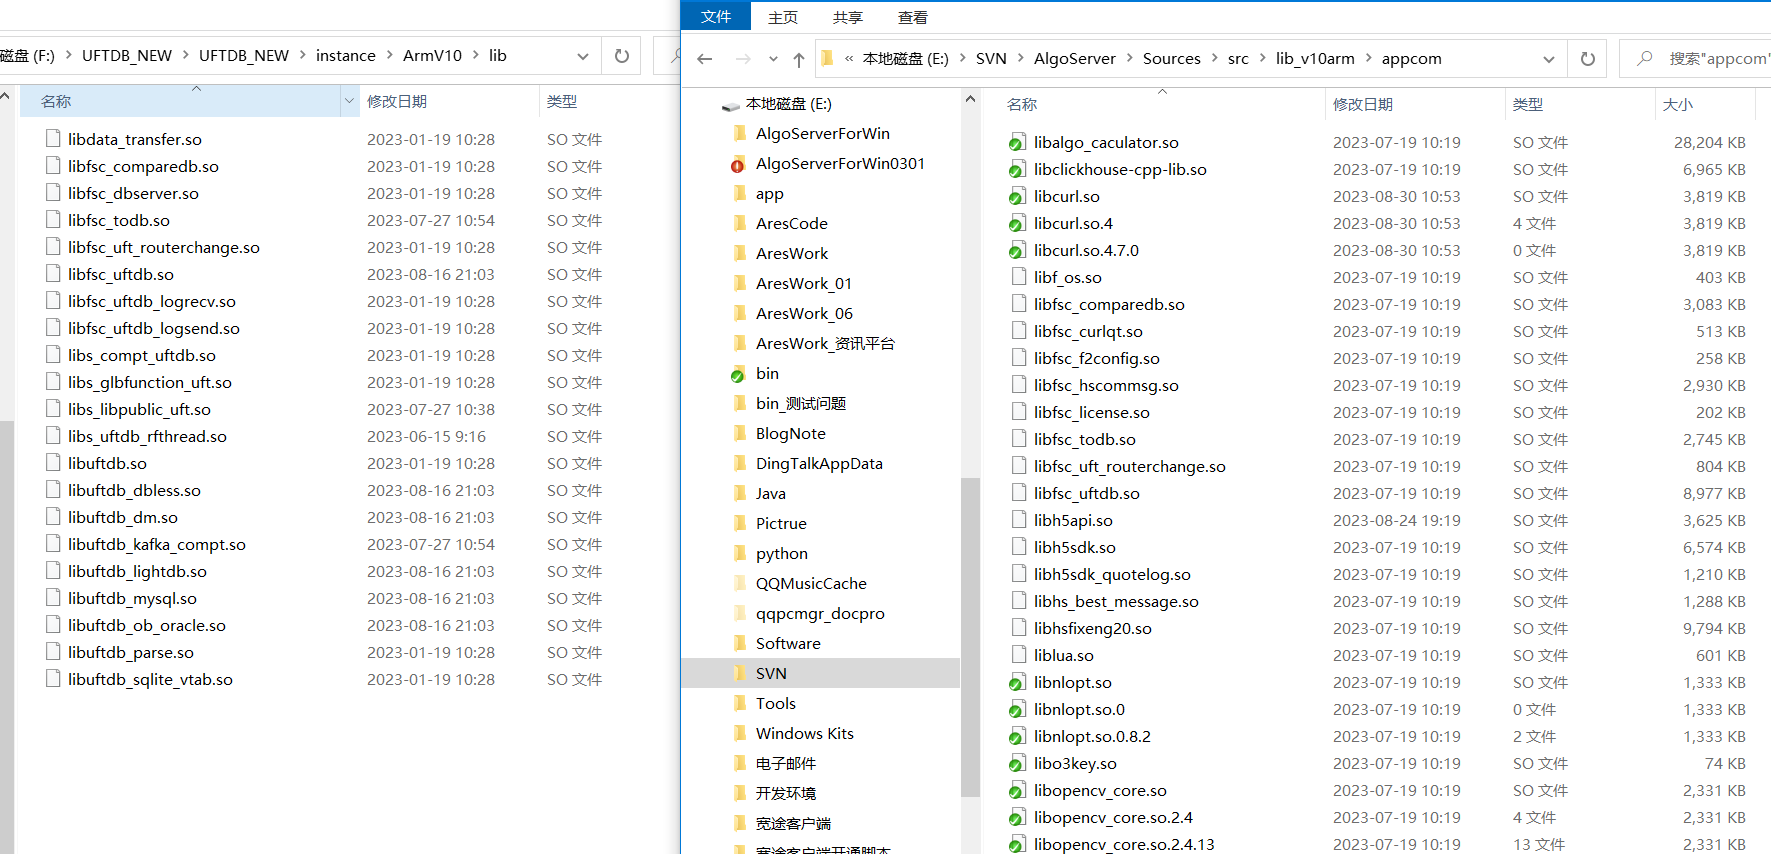 磁盘 (F:) › UFTDB_NEW › UFTDB_NEW › instance › ArmV10 › lib
名称 修改日期 类型
libdata_transfer.so 2023-01-19 10:28 SO 文件
libfsc_comparedb.so 2023-01-19 10:28 SO 文件
libfsc_dbserver.so 2023-01-19 10:28 SO 文件
libfsc_todb.so 2023-07-27 10:54 SO 文件
libfsc_uft_routerchange.so 2023-01-19 10:28 SO 文件
libfsc_uftdb.so 2023-08-16 21:03 SO 文件
libfsc_uftdb_logrecv.so 2023-01-19 10:28 SO 文件
libfsc_uftdb_logsend.so 2023-01-19 10:28 SO 文件
libs_compt_uftdb.so 2023-01-19 10:28 SO 文件
libs_glbfunction_uft.so 2023-01-19 10:28 SO 文件
libs_libpublic_uft.so 2023-07-27 10:38 SO 文件
libs_uftdb_rfthread.so 2023-06-15 9:16 SO 文件
libuftdb.so 2023-01-19 10:28 SO 文件
libuftdb_dbless.so 2023-08-16 21:03 SO 文件
libuftdb_dm.so 2023-08-16 21:03 SO 文件
libuftdb_kafka_compt.so 2023-07-27 10:54 SO 文件
libuftdb_lightdb.so 2023-08-16 21:03 SO 文件
libuftdb_mysql.so 2023-08-16 21:03 SO 文件
libuftdb_ob_oracle.so 2023-08-16 21:03 SO 文件
libuftdb_parse.so 2023-01-19 10:28 SO 文件
libuftdb_sqlite_vtab.so 2023-01-19 10:28 SO 文件
文件 主页 共享 查看
« 本地磁盘 (E:) › SVN › AlgoServer › Sources › src › lib_v10arm › appcom
搜索"appcom"
本地磁盘 (E:)
AlgoServerForWin
AlgoServerForWin0301
app
AresCode
AresWork
AresWork_01
AresWork_06
AresWork_资讯平台
bin
bin_测试问题
BlogNote
DingTalkAppData
Java
Pictrue
python
QQMusicCache
qqpcmgr_docpro
Software
SVN
Tools
Windows Kits
电子邮件
开发环境
宽途客户端
宽途客户端开通脚本
名称 修改日期 类型 大小
libalgo_caculator.so 2023-07-19 10:19 SO 文件 28,204 KB
libclickhouse-cpp-lib.so 2023-07-19 10:19 SO 文件 6,965 KB
libcurl.so 2023-08-30 10:53 SO 文件 3,819 KB
libcurl.so.4 2023-08-30 10:53 4 文件 3,819 KB
libcurl.so.4.7.0 2023-08-30 10:53 0 文件 3,819 KB
libf_os.so 2023-07-19 10:19 SO 文件 403 KB
libfsc_comparedb.so 2023-07-19 10:19 SO 文件 3,083 KB
libfsc_curlqt.so 2023-07-19 10:19 SO 文件 513 KB
libfsc_f2config.so 2023-07-19 10:19 SO 文件 258 KB
libfsc_hscommsg.so 2023-07-19 10:19 SO 文件 2,930 KB
libfsc_license.so 2023-07-19 10:19 SO 文件 202 KB
libfsc_todb.so 2023-07-19 10:19 SO 文件 2,745 KB
libfsc_uft_routerchange.so 2023-07-19 10:19 SO 文件 804 KB
libfsc_uftdb.so 2023-07-19 10:19 SO 文件 8,977 KB
libh5api.so 2023-08-24 19:19 SO 文件 3,625 KB
libh5sdk.so 2023-07-19 10:19 SO 文件 6,574 KB
libh5sdk_quotelog.so 2023-07-19 10:19 SO 文件 1,210 KB
libhs_best_message.so 2023-07-19 10:19 SO 文件 1,288 KB
libhsfixeng20.so 2023-07-19 10:19 SO 文件 9,794 KB
liblua.so 2023-07-19 10:19 SO 文件 601 KB
libnlopt.so 2023-07-19 10:19 SO 文件 1,333 KB
libnlopt.so.0 2023-07-19 10:19 0 文件 1,333 KB
libnlopt.so.0.8.2 2023-07-19 10:19 2 文件 1,333 KB
libo3key.so 2023-07-19 10:19 SO 文件 74 KB
libopencv_core.so 2023-07-19 10:19 SO 文件 2,331 KB
libopencv_core.so.2.4 2023-07-19 10:19 4 文件 2,331 KB
libopencv_core.so.2.4.13 2023-07-19 10:19 13 文件 2,331 KB